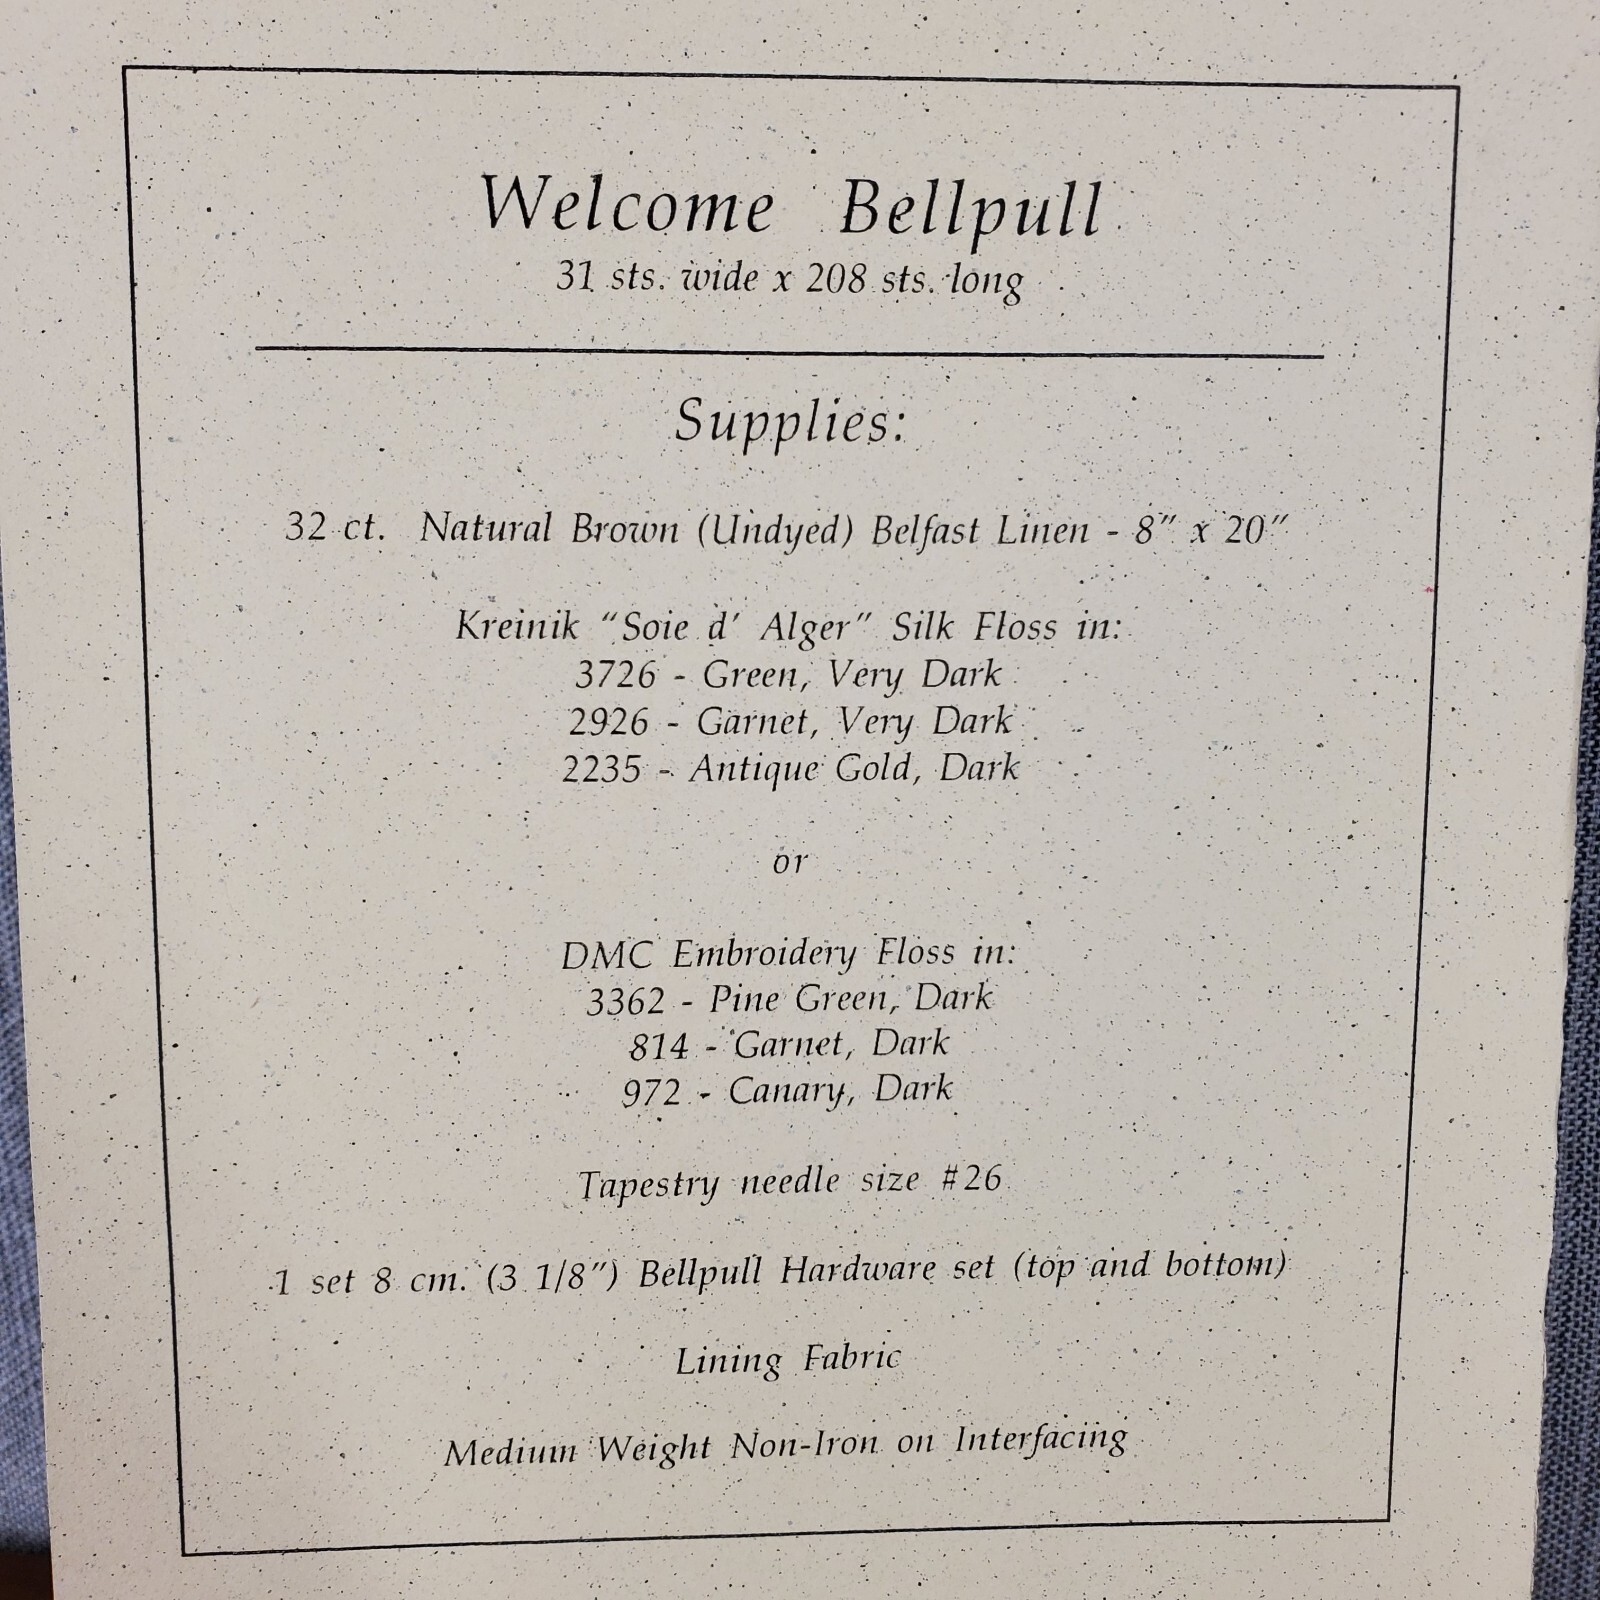 Welcome Bellpull
31 sts. wide x 208 sts. long
Supplies:
32 ct. Natural Brown (Undyed) Belfast Linen - 8" x 20"
Kreinik "Soie d' Alger" Silk Floss in:
3726 - Green, Very Dark
2926 - Garnet, Very Dark
2235 - Antique Gold, Dark
or
DMC Embroidery Floss in:
3362 - Pine Green, Dark
814 - Garnet, Dark
972 - Canary, Dark
Tapestry needle size #26
1 set 8 cm. (3 1/8") Bellpull Hardware set (top and bottom)
Lining Fabric
Medium Weight Non-Iron on Interfacing